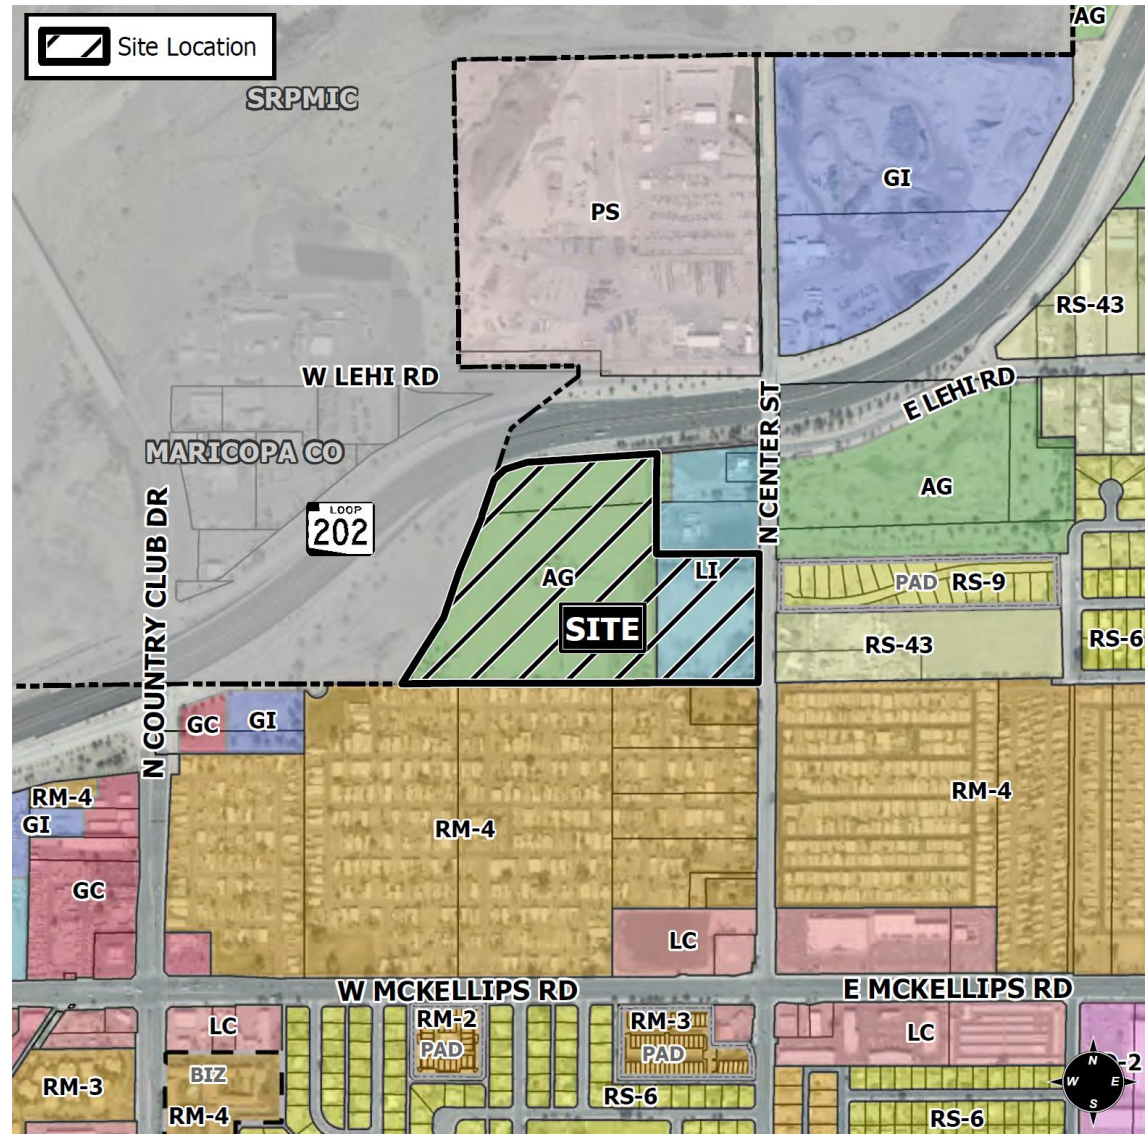 AG
Site Location
SRPMIC
GI
PS
RS-43
W LEHI RD
E LEHI RD
N CENTER ST
MARICOPA CO
AG
N COUNTRY CLUB DR
LOOP
202
LI
AG
PAD RS-9
SITE
RS-43
RS-6
GC
GI
RM-4
RM-4
GI
RM-4
GC
LC
W MCKELLIPS RD
E MCKELLIPS RD
LC
RM-2
RM-3
LC
PAD
PAD
BIZ
RM-3
RM-4
RS-6
RS-6
N
W
E
S
-2